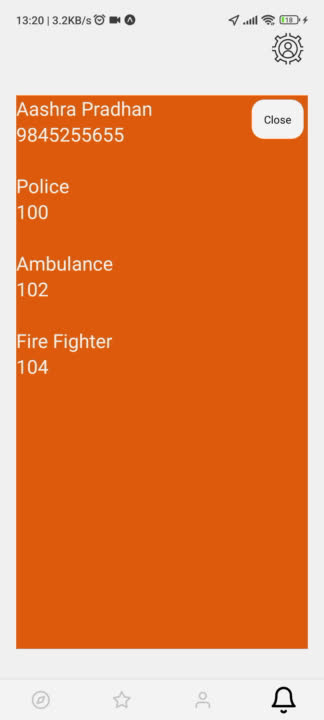 13:20 | 3.2KB/s
18
Aashra Pradhan
9845255655
Close
Police
100
Ambulance
102
Fire Fighter
104